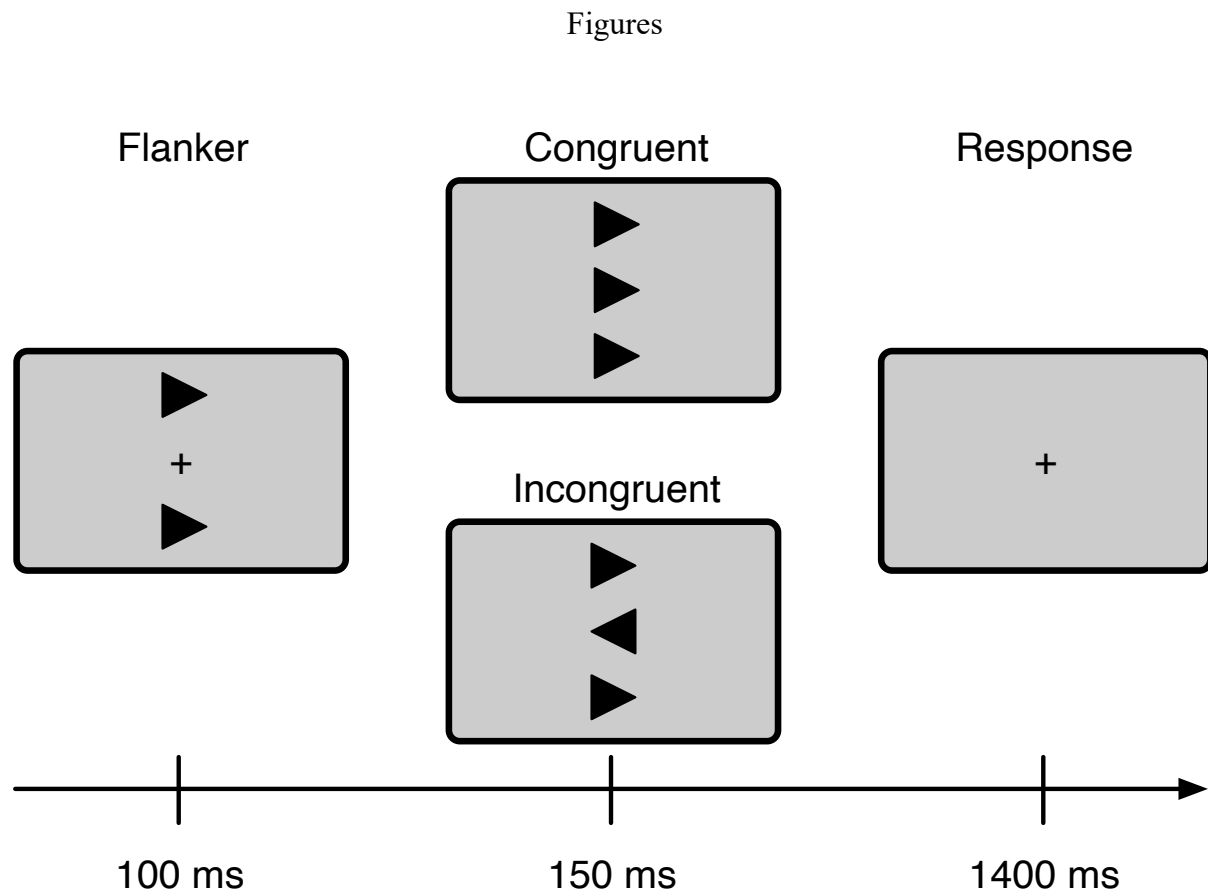 Figures
Flanker
Congruent
Response
+
+
Incongruent
100 ms
150 ms
1400 ms